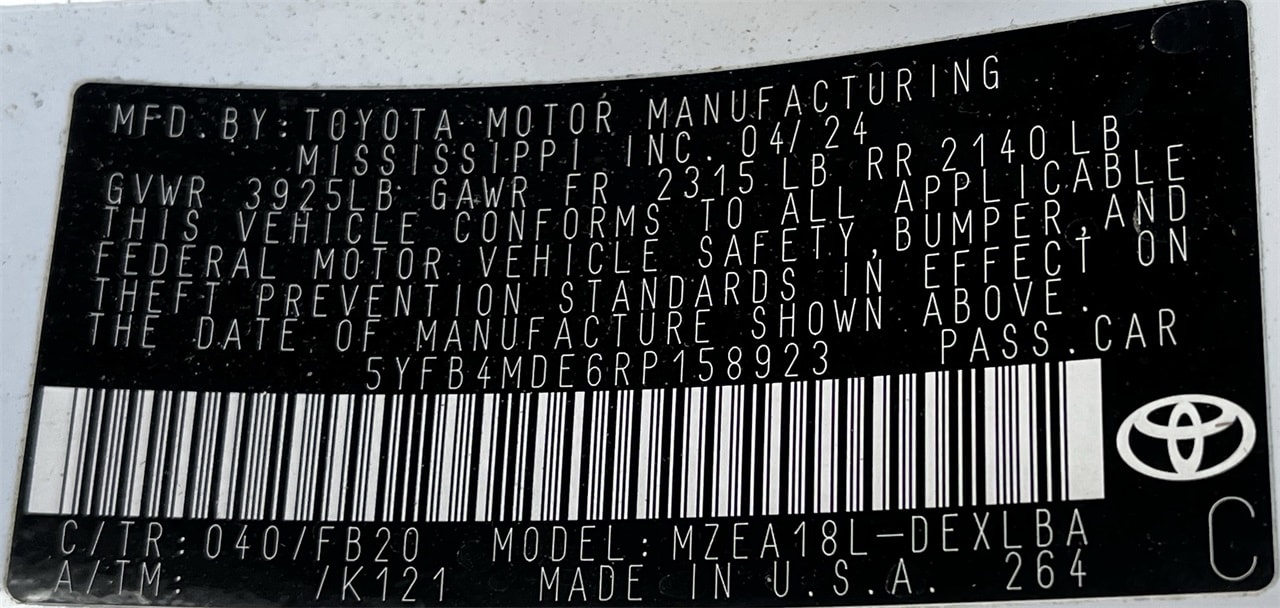 MFD.BY:TOYOTA MOTOR MANUFACTURING
MISSISSIPPI INC. 04/24
GVWR 3925LB GAWR FR 2315 LB RR 2140 LB
THIS VEHICLE CONFORMS TO ALL APPLICABLE
FEDERAL MOTOR VEHICLE SAFETY,BUMPER,AND
THEFT PREVENTION STANDARDS IN EFFECT ON
THE DATE OF MANUFACTURE SHOWN ABOVE.
5YFB4MDE6RP158923 PASS.CAR
C/TR:040/FB20 MODEL:MZEA18L-DEXLBA
A/TM: /K121 MADE IN U.S.A. 264
C